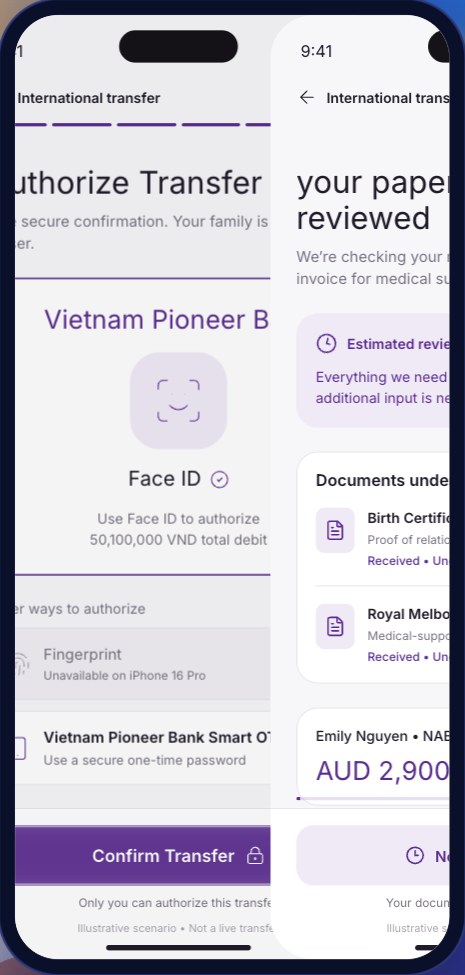 International transfer
Authorize Transfer
secure confirmation. Your family is
Vietnam Pioneer B
Face ID
Use Face ID to authorize
50,100,000 VND total debit
ways to authorize
Fingerprint
Unavailable on iPhone 16 Pro
Vietnam Pioneer Bank Smart OT
Use a secure one-time password
Confirm Transfer
Only you can authorize this transfe
Illustrative scenario • Not a live transfe
9:41
International trans
your paper
reviewed
We're checking your
invoice for medical su
Estimated revie
Everything we need
additional input is ne
Documents unde
Birth Certific
Proof of relatio
Received • Un
Royal Melbo
Medical-suppo
Received • Un
Emily Nguyen • NAB
AUD 2,900
No
Your docum
Illustrative s